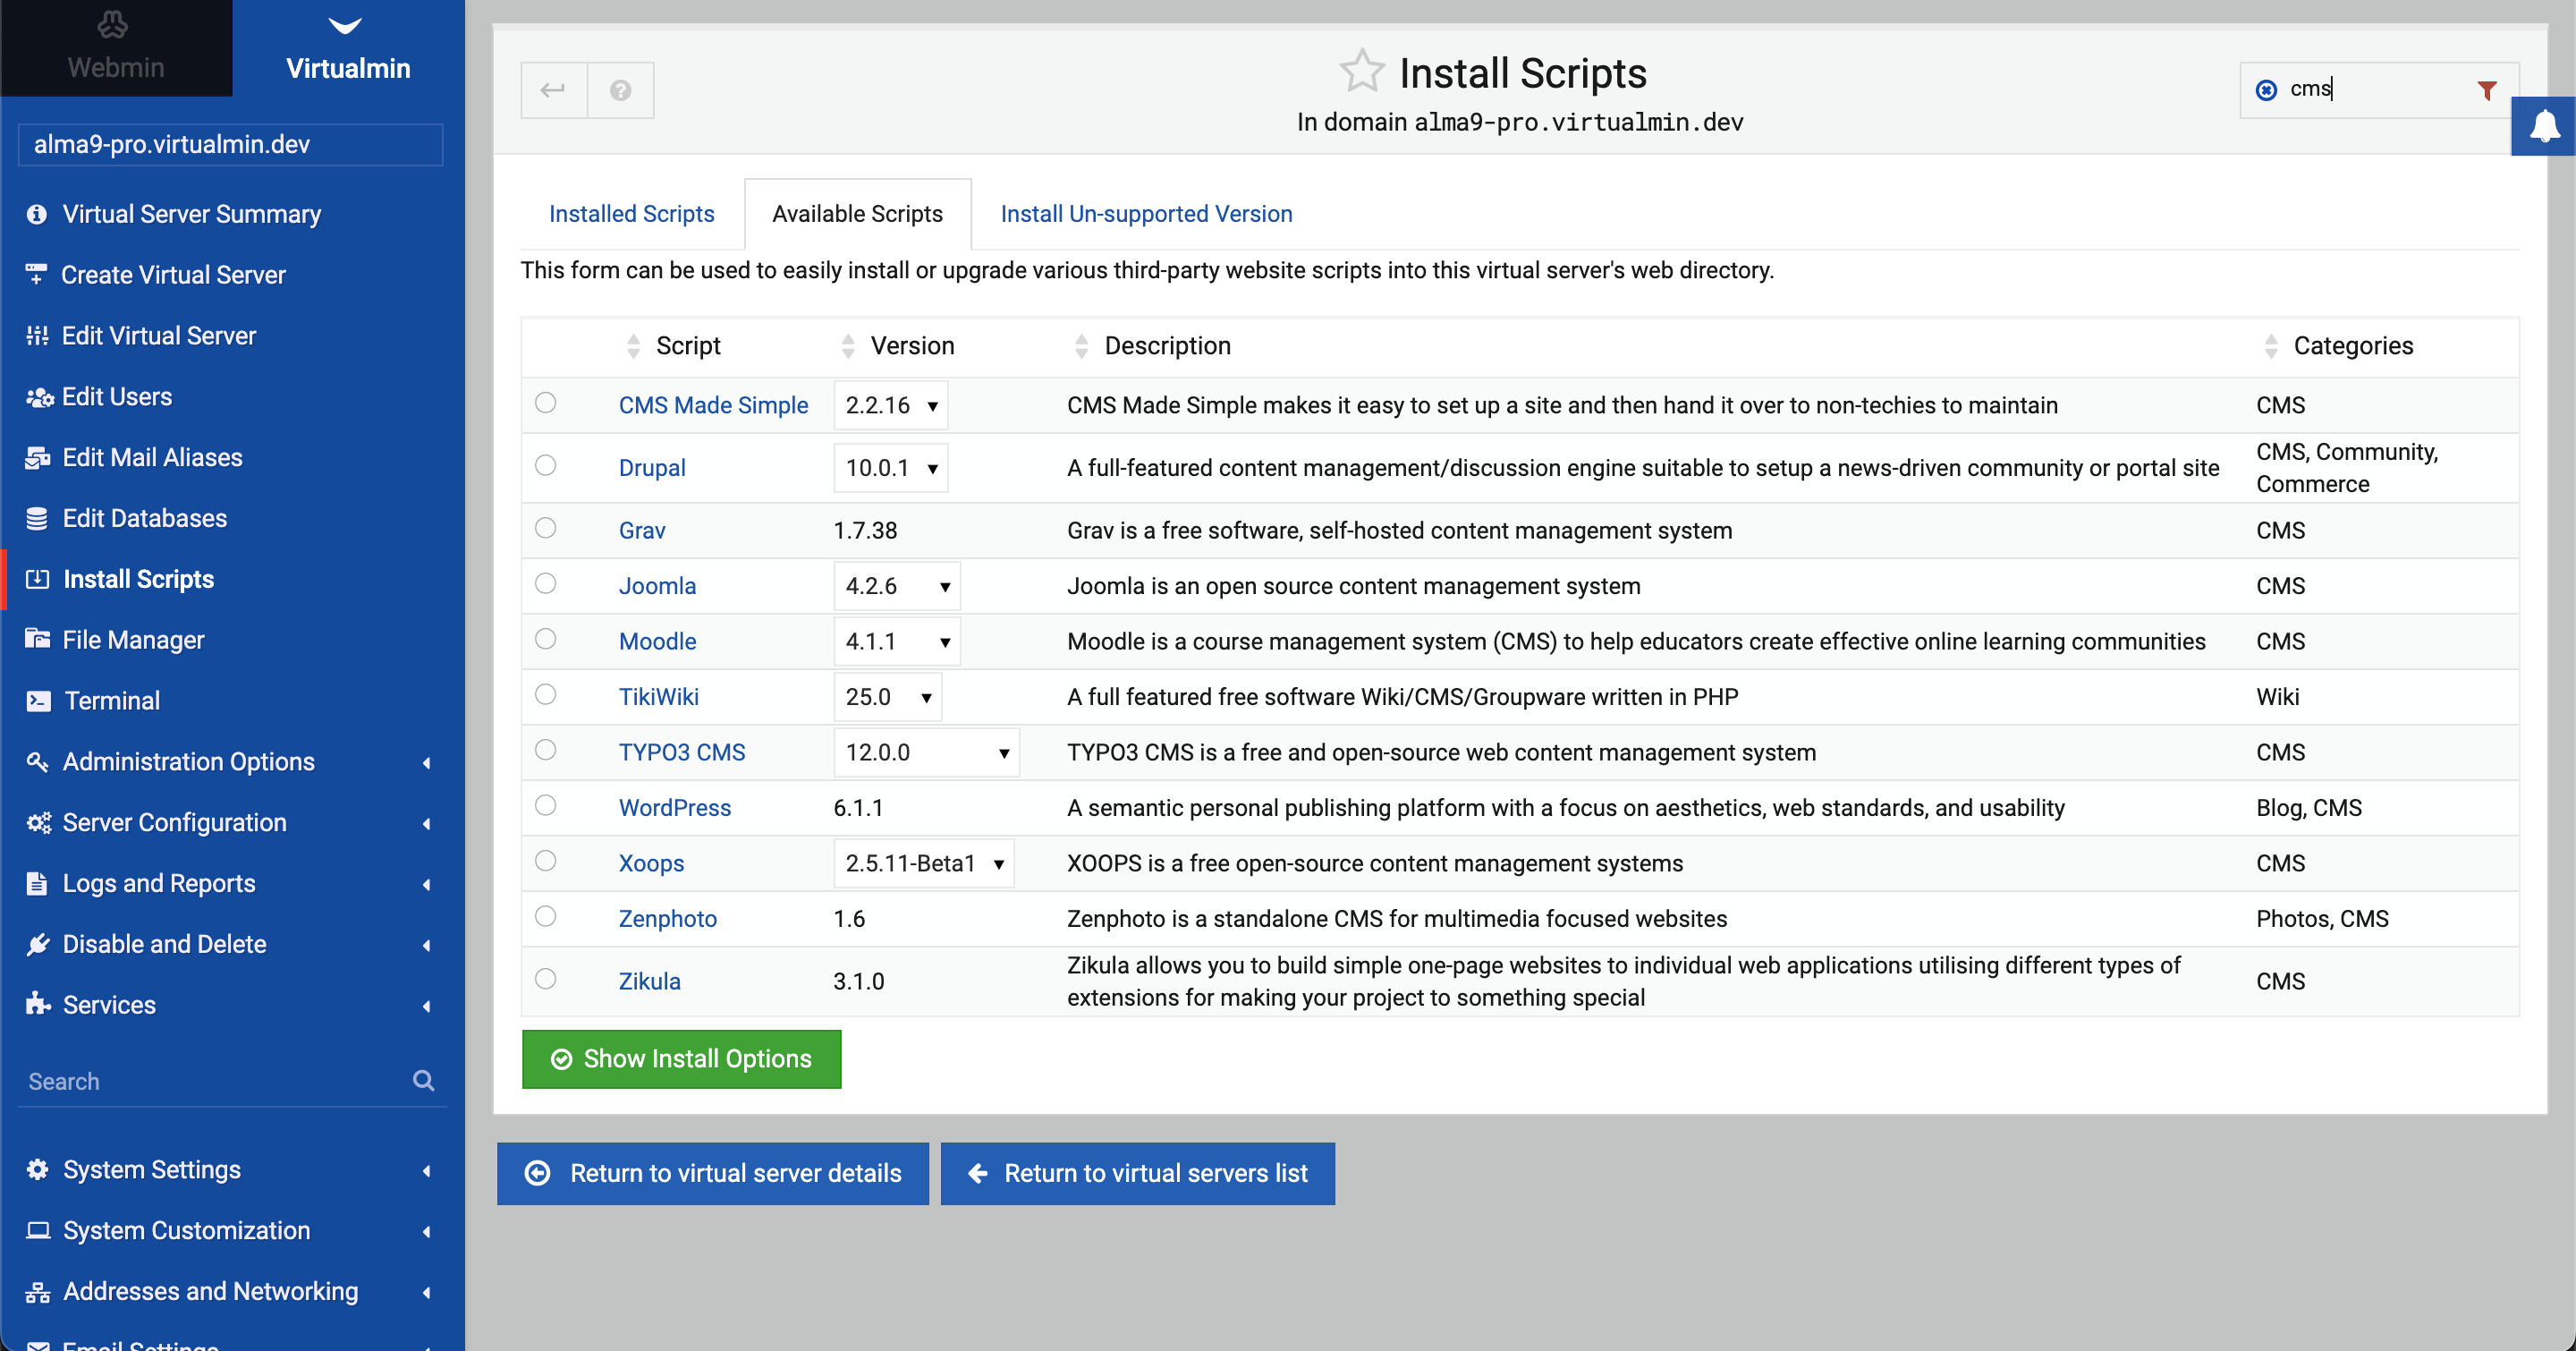 Webmin
Virtualmin
alma9-pro.virtualmin.dev
Virtual Server Summary
Create Virtual Server
Edit Virtual Server
Edit Users
Edit Mail Aliases
Edit Databases
Install Scripts
File Manager
Terminal
Administration Options
Server Configuration
Logs and Reports
Disable and Delete
Services
Search
System Settings
System Customization
Addresses and Networking
Email Settings
Install Scripts
In domain alma9-pro.virtualmin.dev
cms
Installed Scripts Available Scripts Install Un-supported Version
This form can be used to easily install or upgrade various third-party website scripts into this virtual server's web directory.
Script Version Description Categories
CMS Made Simple 2.2.16 CMS Made Simple makes it easy to set up a site and then hand it over to non-techies to maintain CMS
Drupal 10.0.1 A full-featured content management/discussion engine suitable to setup a news-driven community or portal site CMS, Community,
Commerce
Grav 1.7.38 Grav is a free software, self-hosted content management system CMS
Joomla 4.2.6 Joomla is an open source content management system CMS
Moodle 4.1.1 Moodle is a course management system (CMS) to help educators create effective online learning communities CMS
TikiWiki 25.0 A full featured free software Wiki/CMS/Groupware written in PHP Wiki
TYPO3 CMS 12.0.0 TYPO3 CMS is a free and open-source web content management system CMS
WordPress 6.1.1 A semantic personal publishing platform with a focus on aesthetics, web standards, and usability Blog, CMS
Xoops 2.5.11-Beta1 XOOPS is a free open-source content management systems CMS
Zenphoto 1.6 Zenphoto is a standalone CMS for multimedia focused websites Photos, CMS
Zikula 3.1.0 Zikula allows you to build simple one-page websites to individual web applications utilising different types of
extensions for making your project to something special CMS
Show Install Options
Return to virtual server details Return to virtual servers list